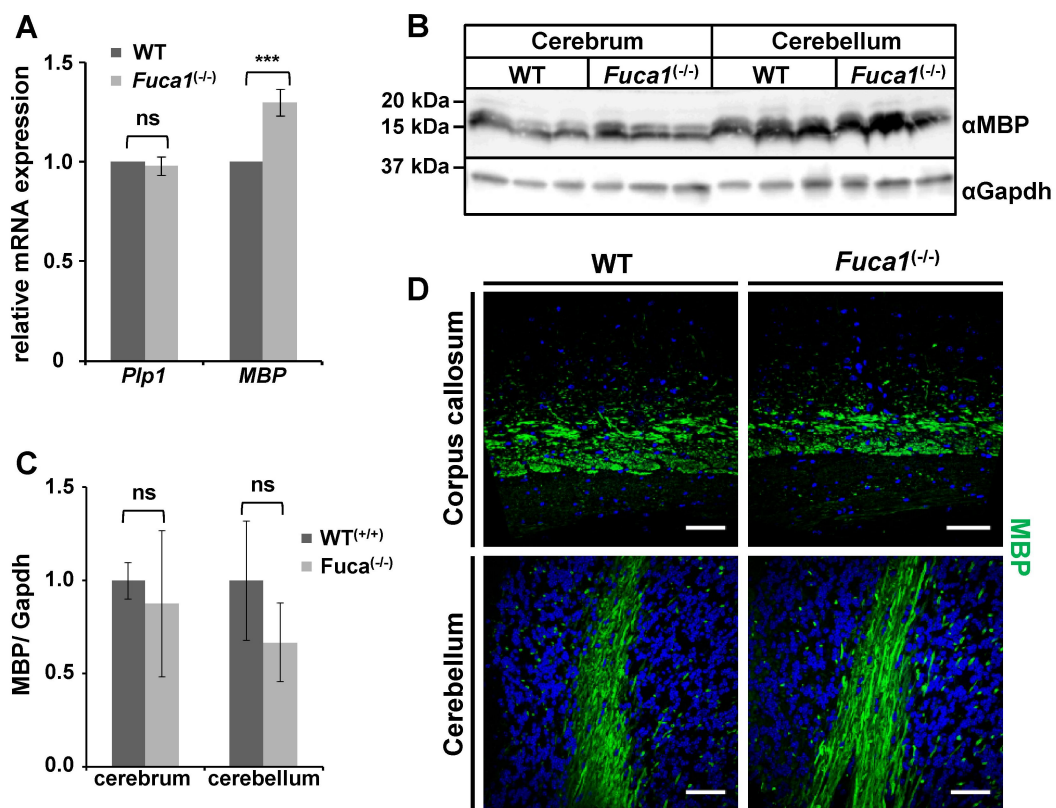 A
WT
Fuca1(-/-)
relative mRNA expression
1.5
1.0
0.5
0
ns
***
Plp1
MBP
B
Cerebrum
Cerebellum
WT
Fuca1(-/-)
WT
Fuca1(-/-)
20 kDa
15 kDa
37 kDa
αMBP
αGapdh
C
MBP/ Gapdh
1.5
1.0
0.5
0.0
ns
ns
WT(+/+)
Fuca(-/-)
cerebrum
cerebellum
D
WT
Fuca1(-/-)
Corpus callosum
Cerebellum
MBP